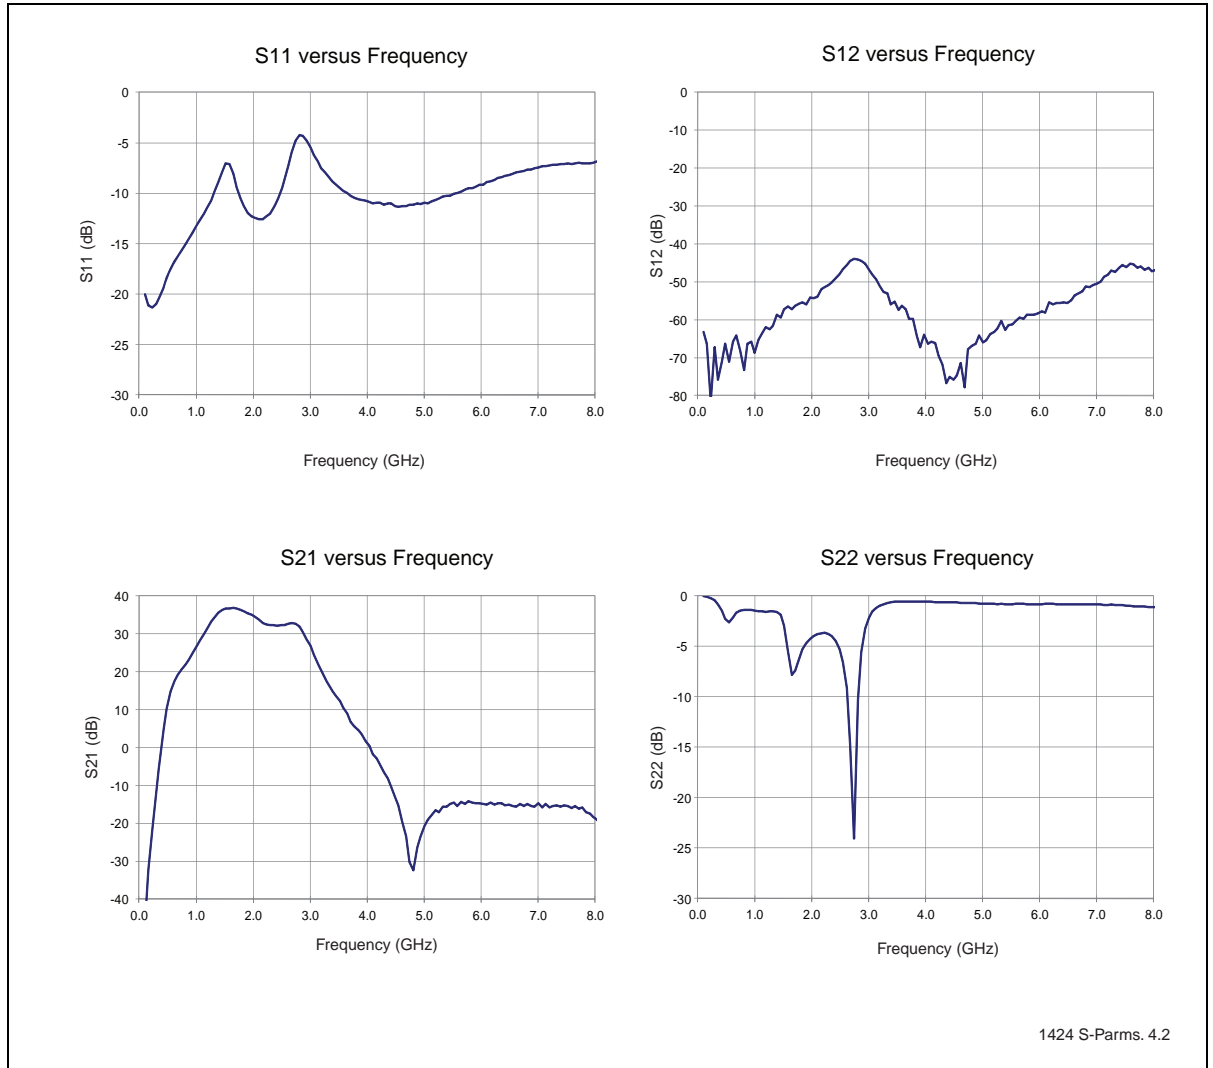 S11 versus Frequency
0
-5
-10
-15
-20
-25
-30
S11 (dB)
0.0 1.0 2.0 3.0 4.0 5.0 6.0 7.0 8.0
Frequency (GHz)
S12 versus Frequency
0
-10
-20
-30
-40
-50
-60
-70
-80
S12 (dB)
0.0 1.0 2.0 3.0 4.0 5.0 6.0 7.0 8.0
Frequency (GHz)
S21 versus Frequency
40
30
20
10
0
-10
-20
-30
-40
S21 (dB)
0.0 1.0 2.0 3.0 4.0 5.0 6.0 7.0 8.0
Frequency (GHz)
S22 versus Frequency
0
-5
-10
-15
-20
-25
-30
S22 (dB)
0.0 1.0 2.0 3.0 4.0 5.0 6.0 7.0 8.0
Frequency (GHz)
1424 S-Parms. 4.2